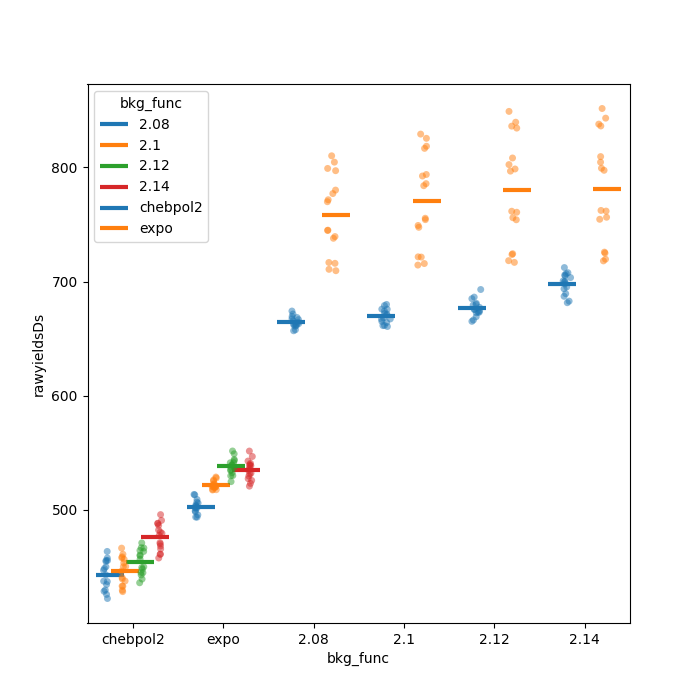 bkg_func
2.08
2.1
2.12
2.14
chebpol2
expo
800
700
600
500
rawyieldsDs
chebpol2 expo 2.08 2.1 2.12 2.14
bkg_func